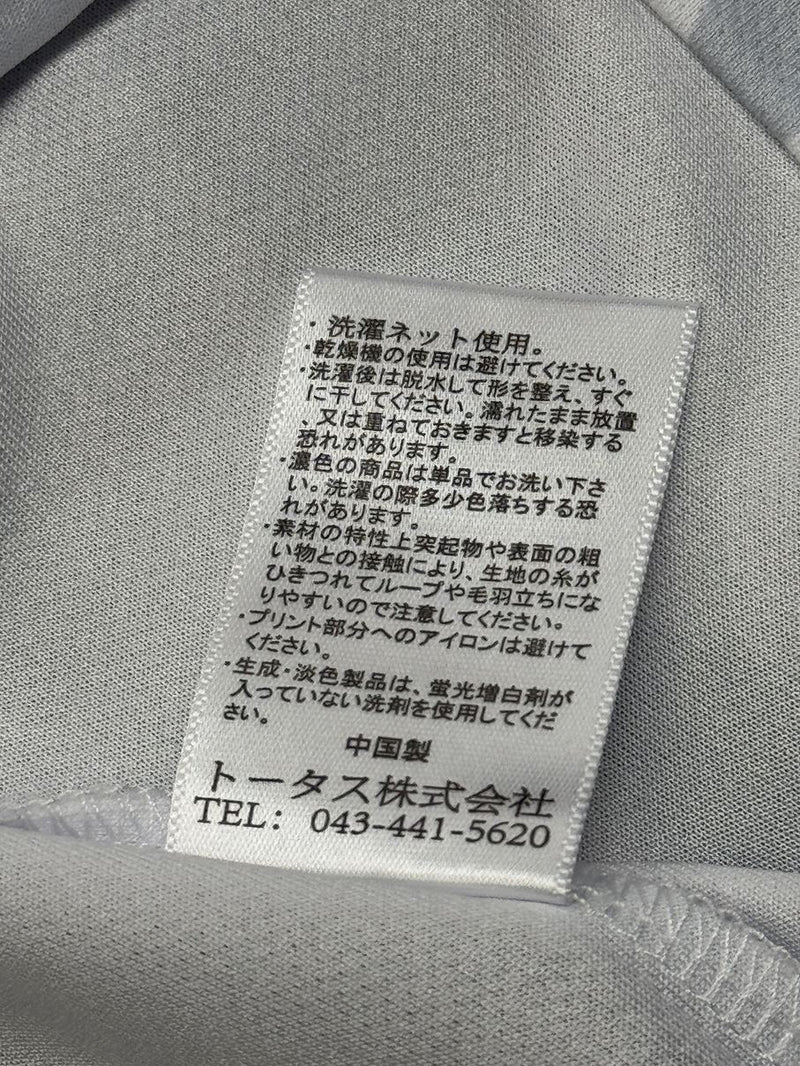 ・洗濯ネット使用。
・乾燥機の使用は避けてください。
・洗濯後は脱水して形を整え、すぐ
に干してください。濡れたまま放置
、又は重ねておきますと移染する
恐れがあります。
・濃色の商品は単品でお洗い下さ
い。洗濯の際多少色落ちする恐
れがあります。
・素材の特性上突起物や表面の粗
い物との接触により、生地の糸が
ひきつれてループや毛羽立ちにな
りやすいので注意してください。
・プリント部分へのアイロンは避けて
ください。
・生成・淡色製品は、蛍光増白剤が
入っていない洗剤を使用してくだ
さい。
中国製
トータス株式会社
TEL: 043-441-5620